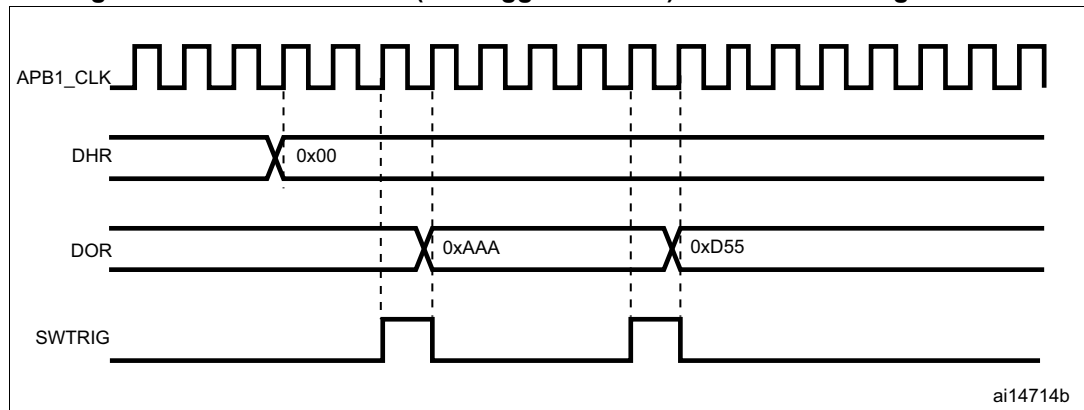 APB1_CLK
DHR
0x00
DOR
0xAAA
0xD55
SWTRIG
ai14714b